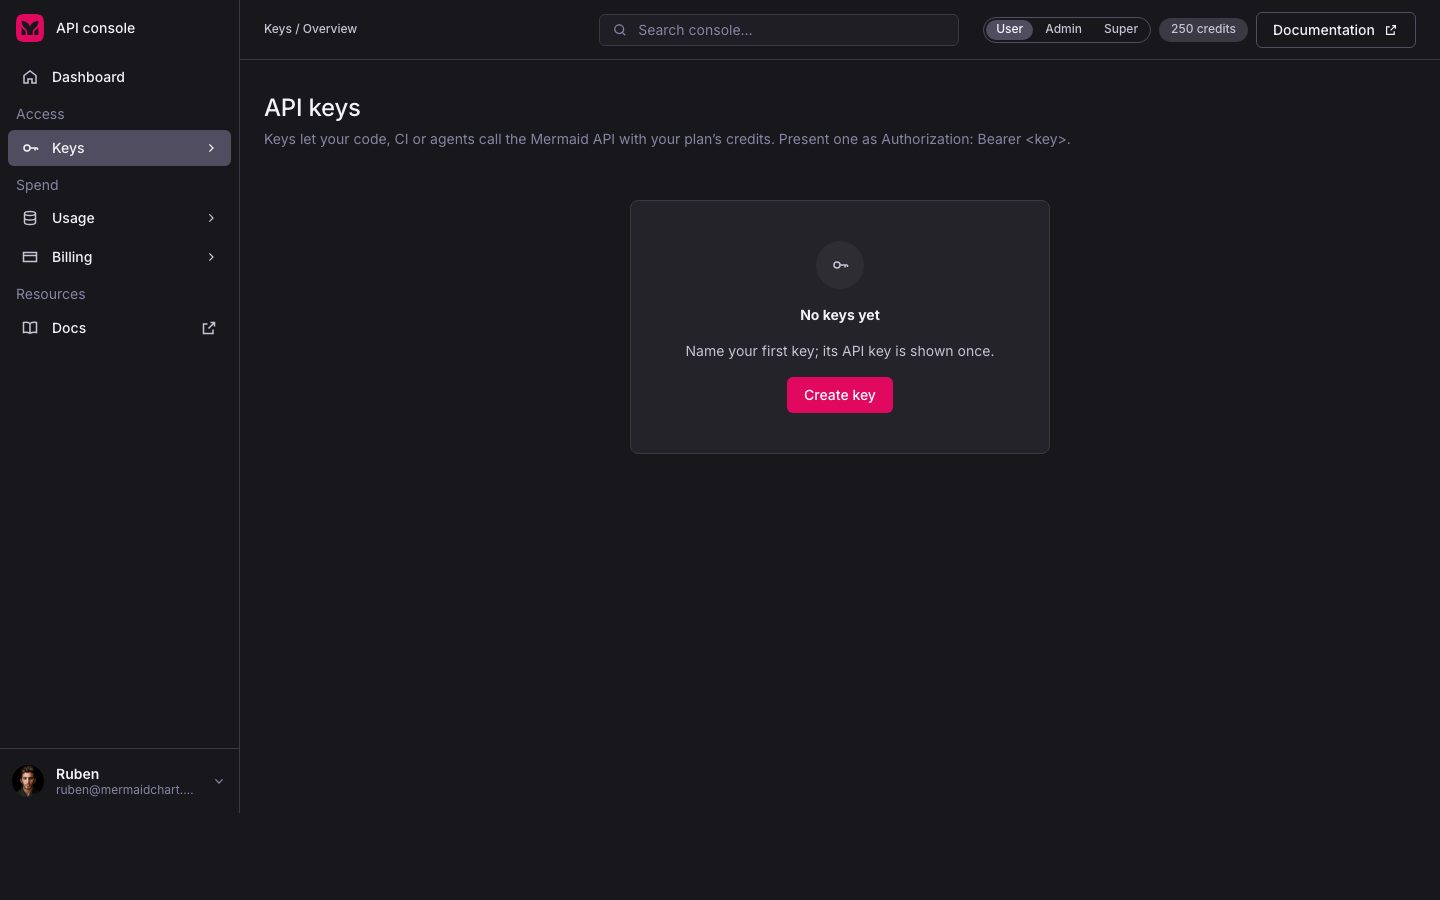 API console
Keys / Overview
Search console...
User
Admin
Super
250 credits
Documentation
Dashboard
Access
Keys
Spend
Usage
Billing
Resources
Docs
API keys
Keys let your code, CI or agents call the Mermaid API with your plan's credits. Present one as Authorization: Bearer <key>.
No keys yet
Name your first key; its API key is shown once.
Create key
Ruben
ruben@mermaidchart....